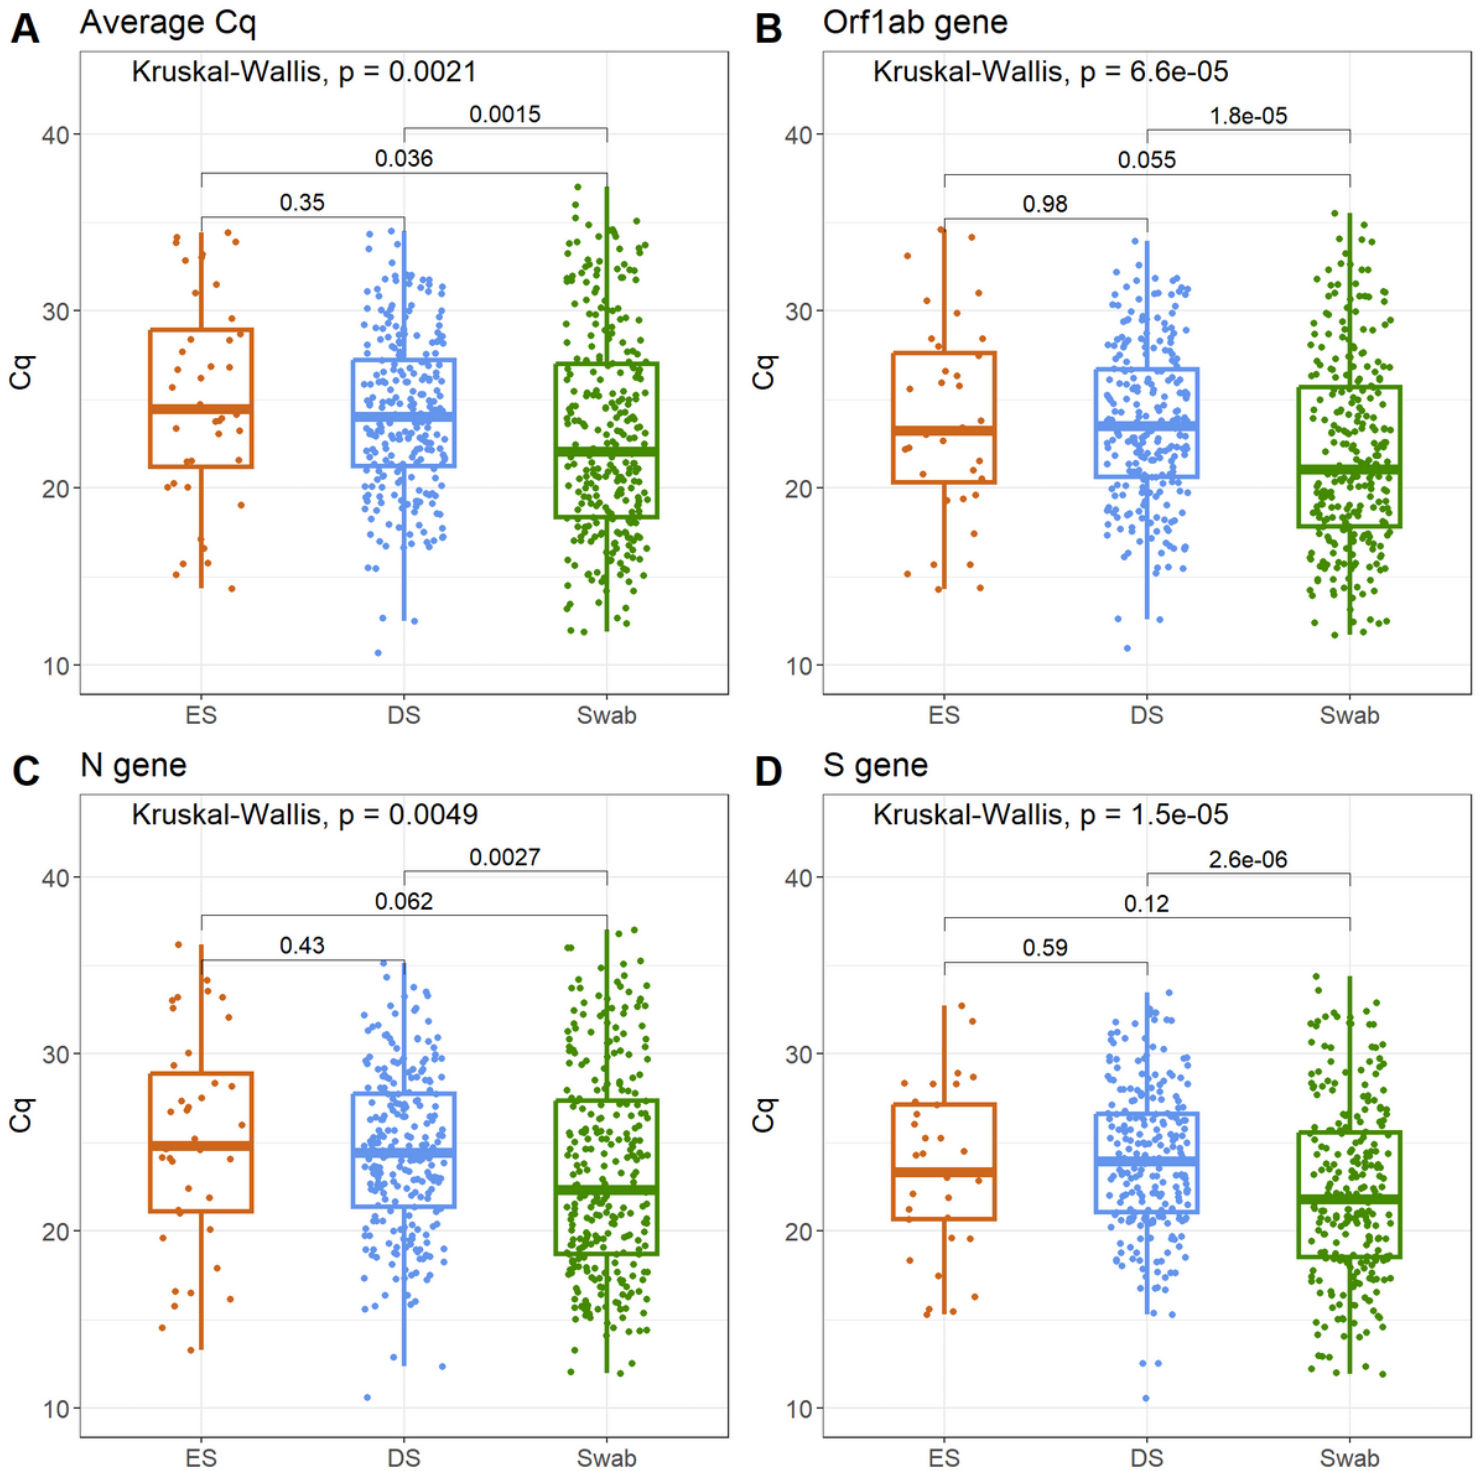 A Average Cq
Kruskal-Wallis, p = 0.0021
0.0015
0.036
0.35
40
30
20
10
Cq
ES DS Swab
B Orf1ab gene
Kruskal-Wallis, p = 6.6e-05
1.8e-05
0.055
0.98
40
30
20
10
Cq
ES DS Swab
C N gene
Kruskal-Wallis, p = 0.0049
0.0027
0.062
0.43
40
30
20
10
Cq
ES DS Swab
D S gene
Kruskal-Wallis, p = 1.5e-05
2.6e-06
0.12
0.59
40
30
20
10
Cq
ES DS Swab